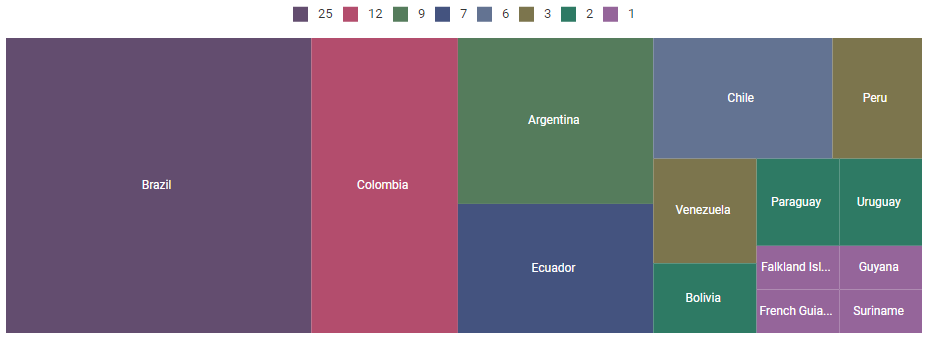 25 12 9 7 6 3 2 1
Brazil
Colombia
Argentina
Ecuador
Chile
Peru
Venezuela
Bolivia
Paraguay
Uruguay
Falkland Isl...
Guyana
French Guia...
Suriname